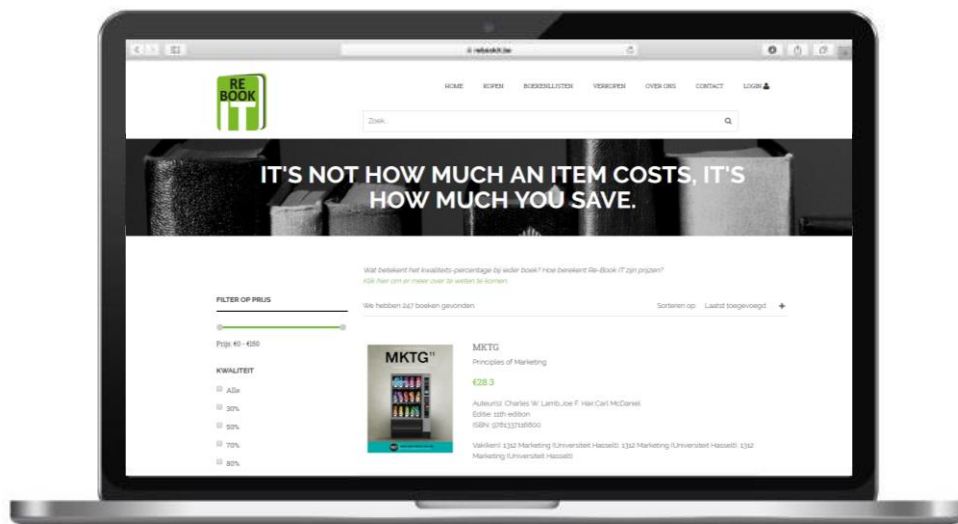 rebookit.be
RE
BOOK
IT
HOME KOPEN BOEKENLIJSTEN VERKOPEN OVER ONS CONTACT LOGIN
Zoek...
IT'S NOT HOW MUCH AN ITEM COSTS, IT'S
HOW MUCH YOU SAVE.
Wat betekent het kwaliteits-percentage bij ieder boek? Hoe berekent Re-Book IT zijn prijzen?
Klik hier om er meer over te weten te komen.
FILTER OP PRIJS
We hebben 247 boeken gevonden
Sorteren op: Laatst toegevoegd +
Prijs: €0 - €150
KWALITEIT
Alle
30%
50%
70%
80%
MKTG11
MKTG
Principles of Marketing
€28.3
Auteur(s): Charles W. Lamb,Joe F. Hair,Carl McDaniel
Editie: 11th edition
ISBN: 9781337116800
Vak(ken): 1312 Marketing (Universiteit Hasselt), 1312 Marketing (Universiteit Hasselt), 1312
Marketing (Universiteit Hasselt)